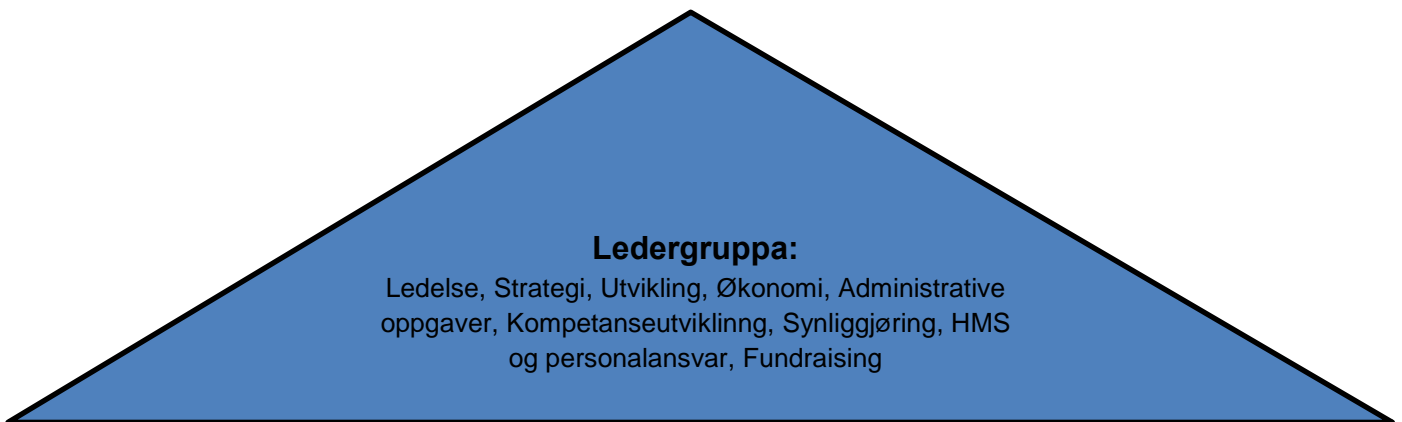 Ledergruppa:
Ledelse, Strategi, Utvikling, Økonomi, Administrative
oppgaver, Kompetanseutviklinng, Synliggjøring, HMS
og personalansvar, Fundraising